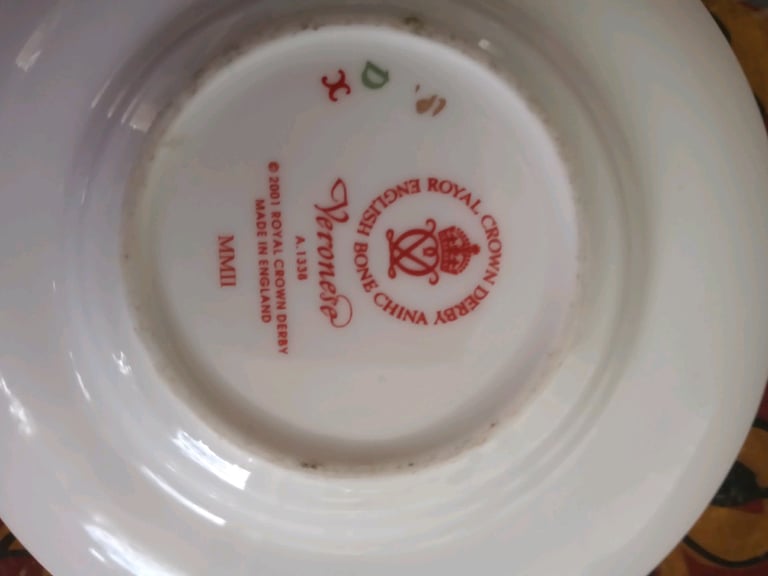 ROYAL CROWN DERBY
ENGLISH BONE CHINA
Veronese
A.1338
© 2001 ROYAL CROWN DERBY
MADE IN ENGLAND
MMII
X D